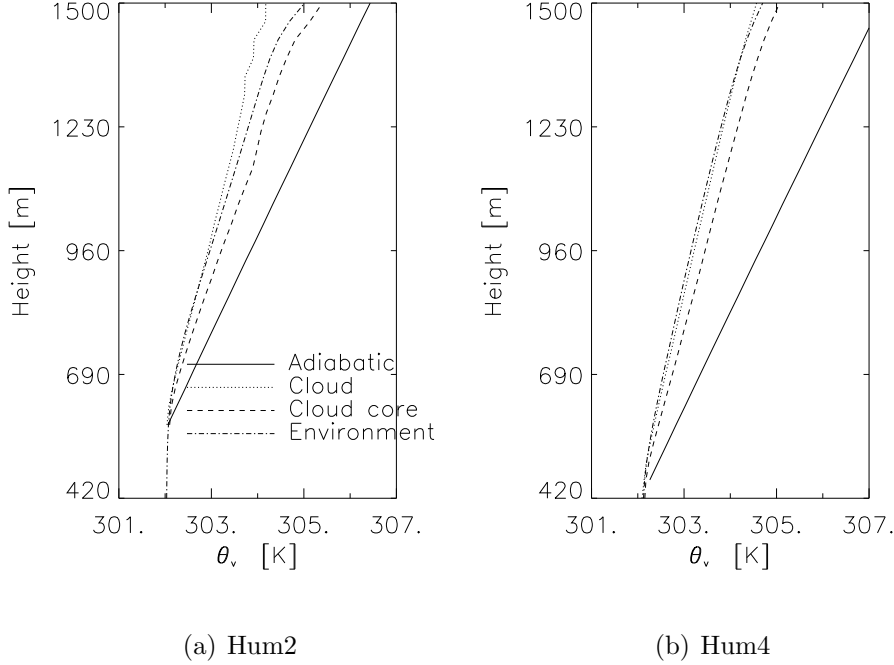 1500
1230
960
690
420
Height [m]
301. 303. 305. 307.
θv [K]
Adiabatic
Cloud
Cloud core
Environment
(a) Hum2
1500
1230
960
690
420
Height [m]
301. 303. 305. 307.
θv [K]
(b) Hum4